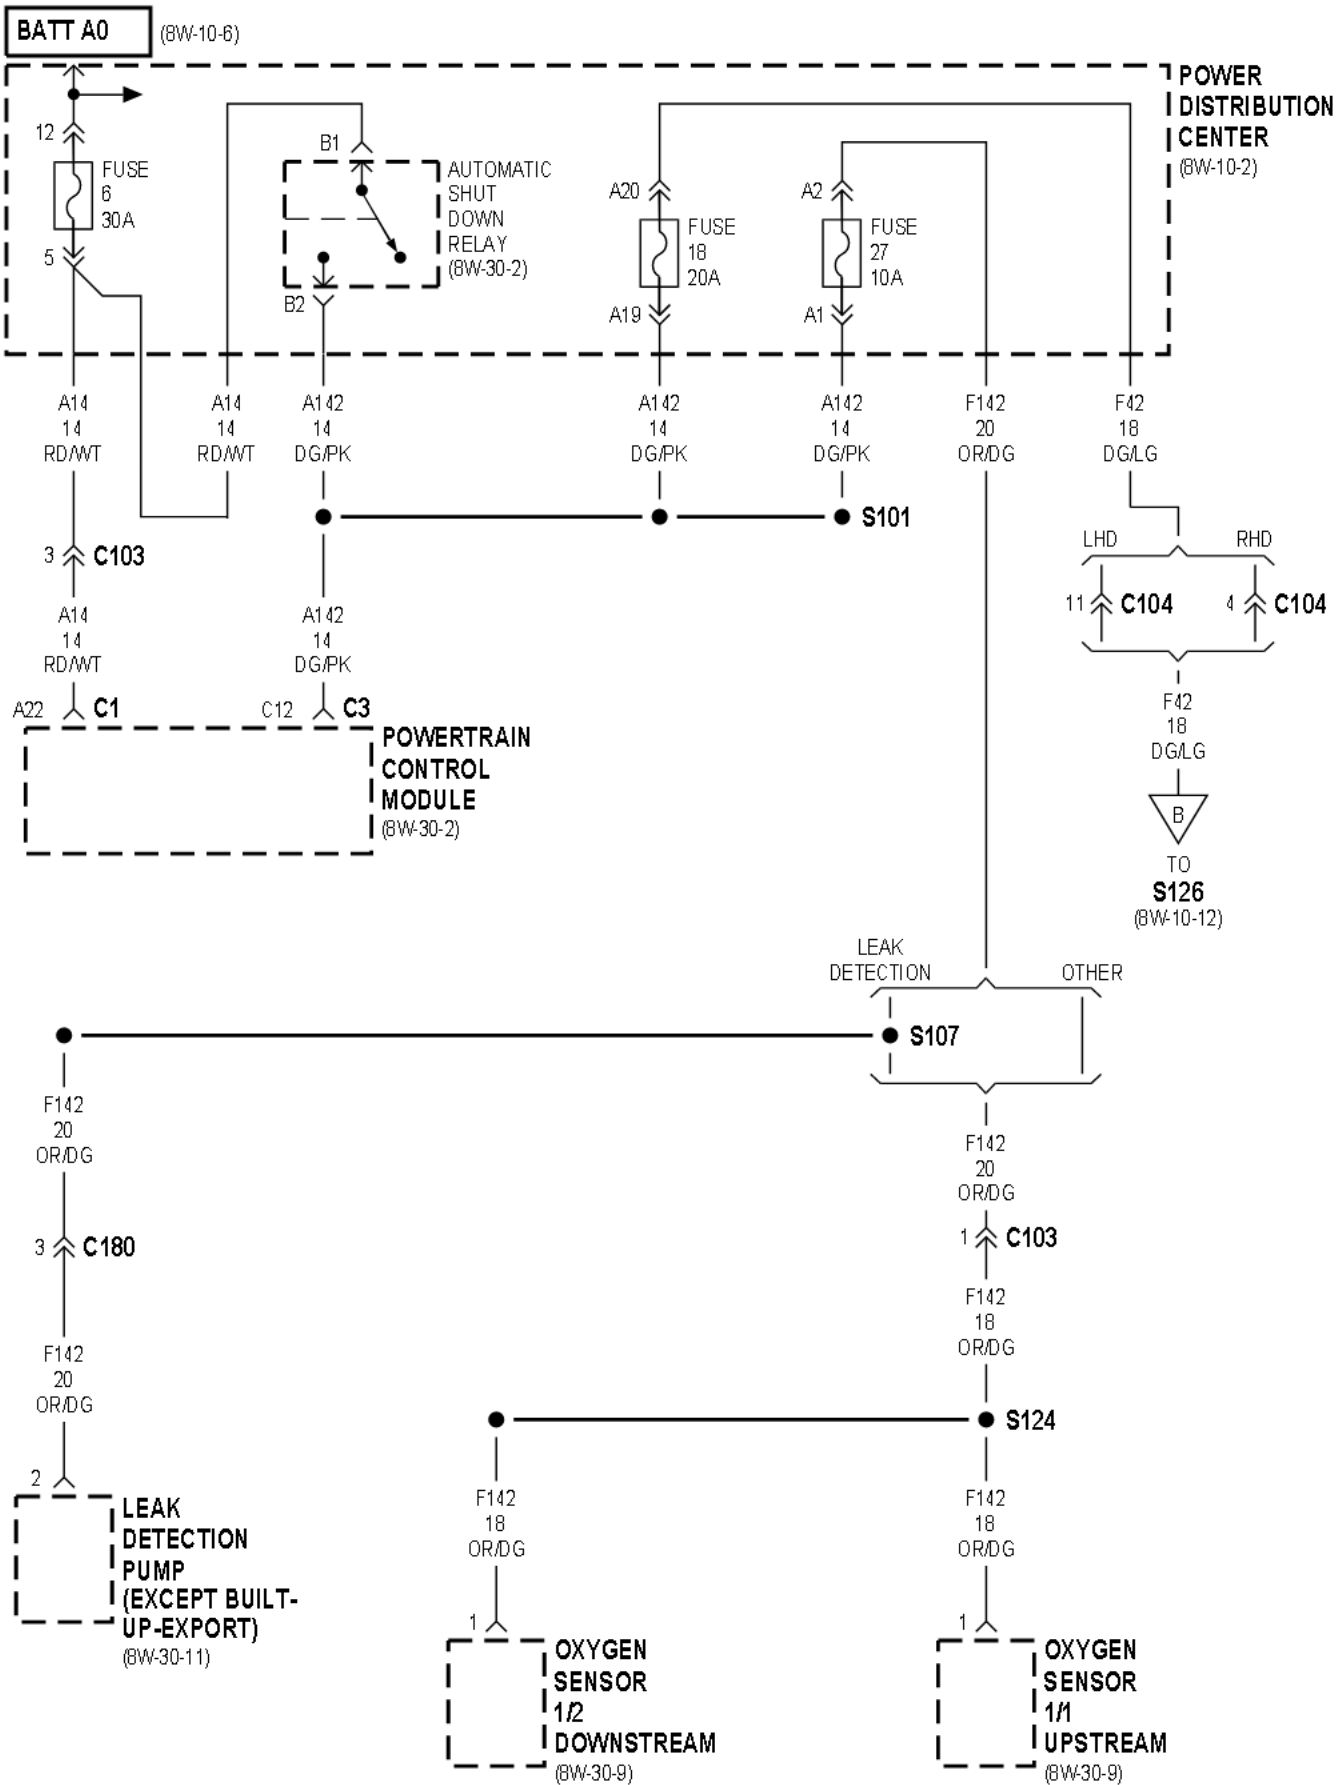 BATT A0
(8W-10-6)
POWER
DISTRIBUTION
CENTER
(8W-10-2)
12
FUSE
6
30A
5
B1
AUTOMATIC
SHUT
DOWN
RELAY
(8W-30-2)
B2
A20
FUSE
18
20A
A19
A2
FUSE
27
10A
A1
A14
14
RD/WT
A14
14
RD/WT
A142
14
DG/PK
A142
14
DG/PK
A142
14
DG/PK
F142
20
OR/DG
F42
18
DG/LG
S101
3
C103
LHD
RHD
11
C104
4
C104
A14
14
RD/WT
A142
14
DG/PK
A22
C1
C12
C3
POWERTRAIN
CONTROL
MODULE
(8W-30-2)
F42
18
DG/LG
B
TO
S126
(8W-10-12)
LEAK
DETECTION
OTHER
S107
F142
20
OR/DG
F142
20
OR/DG
3
C180
1
C103
F142
20
OR/DG
F142
18
OR/DG
S124
2
LEAK
DETECTION
PUMP
(EXCEPT BUILT-
UP-EXPORT)
(8W-30-11)
F142
18
OR/DG
F142
18
OR/DG
1
OXYGEN
SENSOR
1/2
DOWNSTREAM
(8W-30-9)
1
OXYGEN
SENSOR
1/1
UPSTREAM
(8W-30-9)